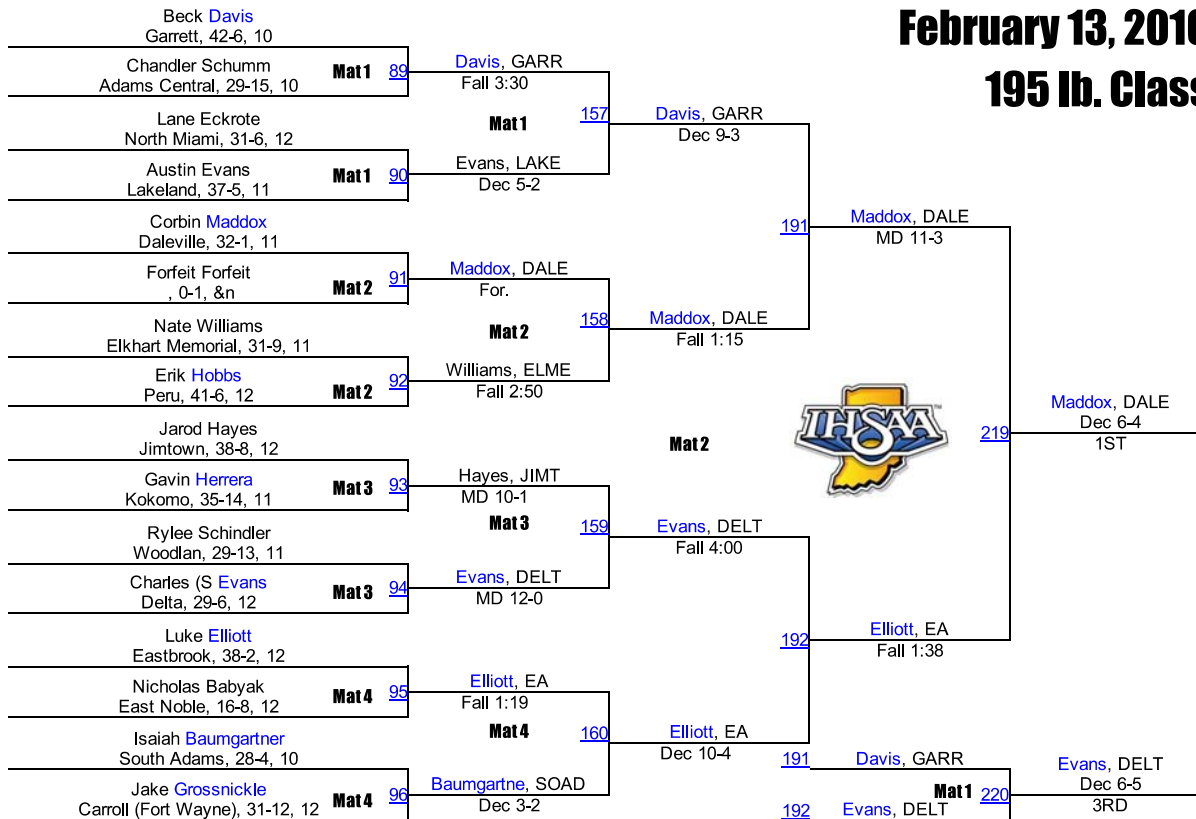 February 13, 2016
195 lb. Class
Beck Davis
Garrett, 42-6, 10
Chandler Schumm
Adams Central, 29-15, 10
Mat 1 89
Davis, GARR
Fall 3:30
Lane Eckrote
North Miami, 31-6, 12
Austin Evans
Lakeland, 37-5, 11
Mat 1 90
Evans, LAKE
Dec 5-2
Mat 1 157
Davis, GARR
Dec 9-3
Corbin Maddox
Daleville, 32-1, 11
Forfeit Forfeit
, 0-1, &n
Mat 2 91
Maddox, DALE
For.
Nate Williams
Elkhart Memorial, 31-9, 11
Erik Hobbs
Peru, 41-6, 12
Mat 2 92
Williams, ELME
Fall 2:50
Mat 2 158
Maddox, DALE
Fall 1:15
191
Maddox, DALE
MD 11-3
Jarod Hayes
Jimtown, 38-8, 12
Gavin Herrera
Kokomo, 35-14, 11
Mat 3 93
Hayes, JIMT
MD 10-1
Rylee Schindler
Woodlan, 29-13, 11
Charles (S Evans
Delta, 29-6, 12
Mat 3 94
Evans, DELT
MD 12-0
Mat 3 159
Evans, DELT
Fall 4:00
Luke Elliott
Eastbrook, 38-2, 12
Nicholas Babyak
East Noble, 16-8, 12
Mat 4 95
Elliott, EA
Fall 1:19
Isaiah Baumgartner
South Adams, 28-4, 10
Jake Grossnickle
Carroll (Fort Wayne), 31-12, 12
Mat 4 96
Baumgartne, SOAD
Dec 3-2
Mat 4 160
Elliott, EA
Dec 10-4
192
Elliott, EA
Fall 1:38
Mat 2
IHSAA
219
Maddox, DALE
Dec 6-4
1ST
191 Davis, GARR
192 Evans, DELT
Mat 1 220
Evans, DELT
Dec 6-5
3RD